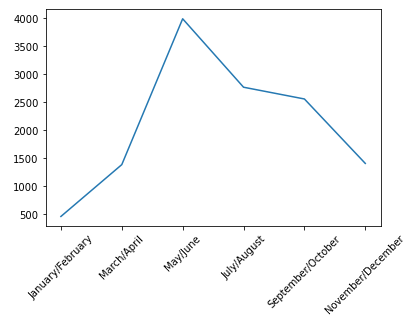 4000
3500
3000
2500
2000
1500
1000
500
January/February
March/April
May/June
July/August
September/October
November/December